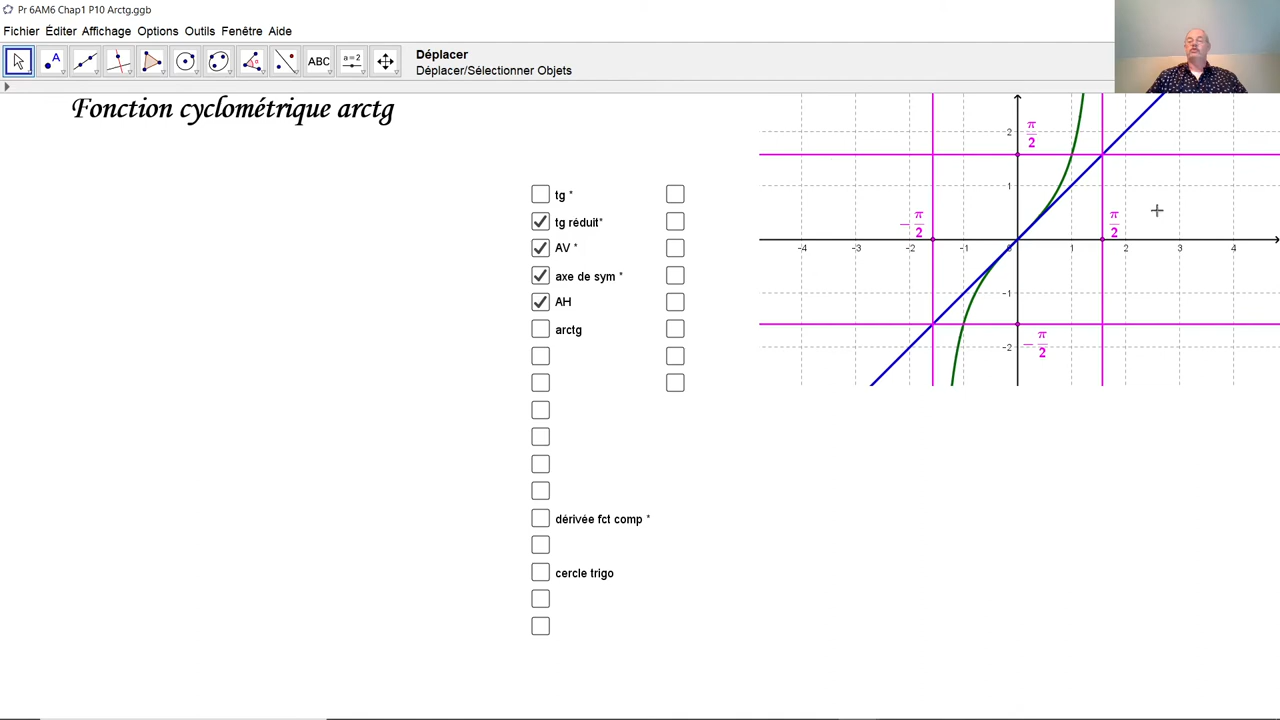 Pr 6AM6 Chap1 P10 Arctg.ggb
Fichier Éditer Affichage Options Outils Fenêtre Aide
ABC a=2 Déplacer
Déplacer/Sélectionner Objets
Fonction cyclométrique arctg
tg *
tg réduit*
AV *
axe de sym *
AH
arctg
dérivée fct comp *
cercle trigo
2 π/2
1
-π/2 π/2
-4 -3 -2 -1 0 1 2 3 4
-1
-2 -π/2